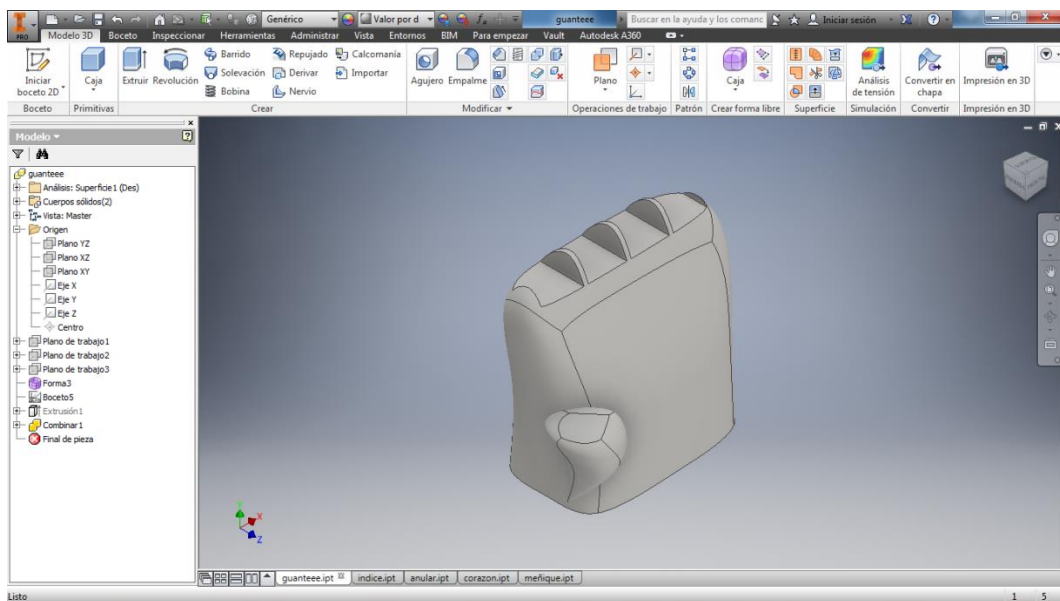 Genérico
Valor por d
guanteee
Buscar en la ayuda y los comanc
Iniciar sesión
PRO
Modelo 3D Boceto Inspeccionar Herramientas Administrar Vista Entornos BIM Para empezar Vault Autodesk A360
Iniciar
boceto 2D
Caja
Extruir Revolución
Barrido
Solevación
Bobina
Repujado
Derivar
Nervio
Calcomanía
Importar
Agujero Empalme
Plano
Caja
Análisis
de tensión
Convertir en
chapa
Impresión en 3D
Boceto Primitivas Crear Modificar Operaciones de trabajo Patrón Crear forma libre Superficie Simulación Convertir Impresión en 3D
Modelo
guanteee
Análisis: Superficie1 (Des)
Cuerpos sólidos(2)
Vista: Master
Origen
Plano YZ
Plano XZ
Plano XY
Eje X
Eje Y
Eje Z
Centro
Plano de trabajo1
Plano de trabajo2
Plano de trabajo3
Forma3
Boceto5
Extrusión1
Combinar1
Final de pieza
X
Z
guanteee.ipt indice.ipt anular.ipt corazon.ipt meñique.ipt
Listo 1 5